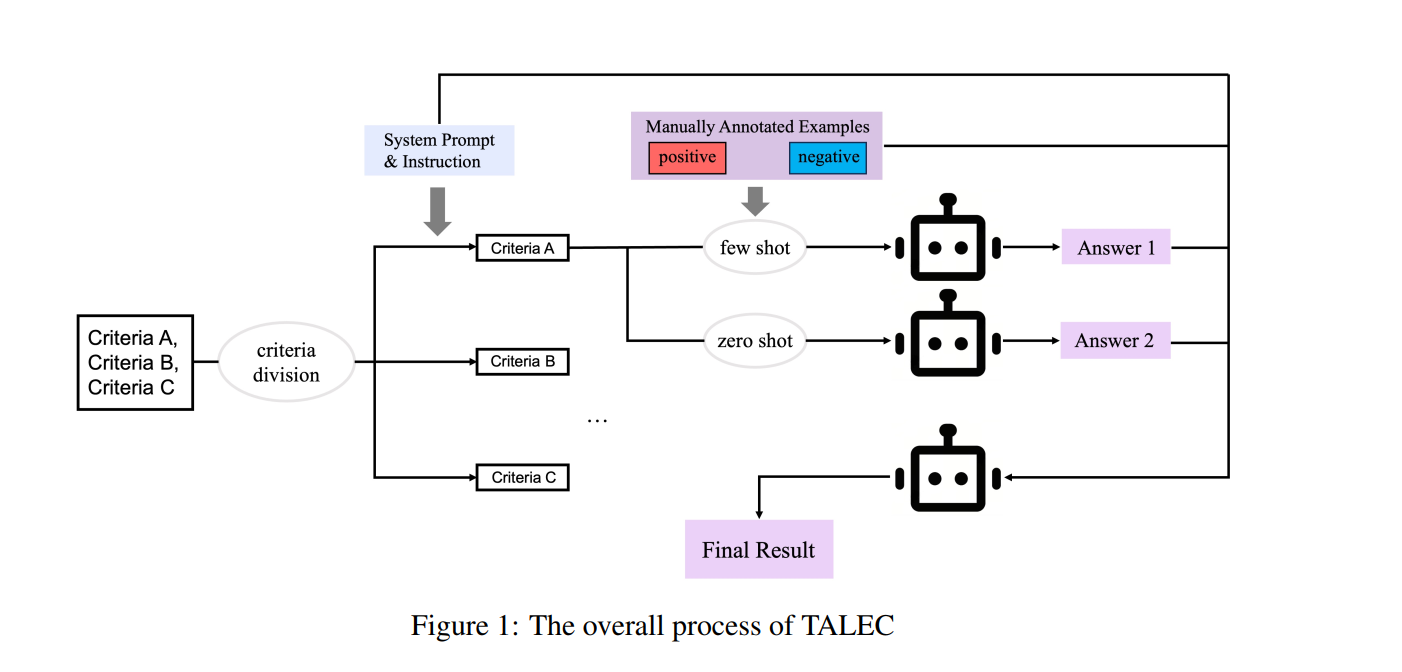 System Prompt
& Instruction
Manually Annotated Examples
positive
negative
Criteria A
few shot
Answer 1
Criteria A,
Criteria B,
Criteria C
criteria
division
zero shot
Answer 2
Criteria B
...
Criteria C
Final Result
Figure 1: The overall process of TALEC